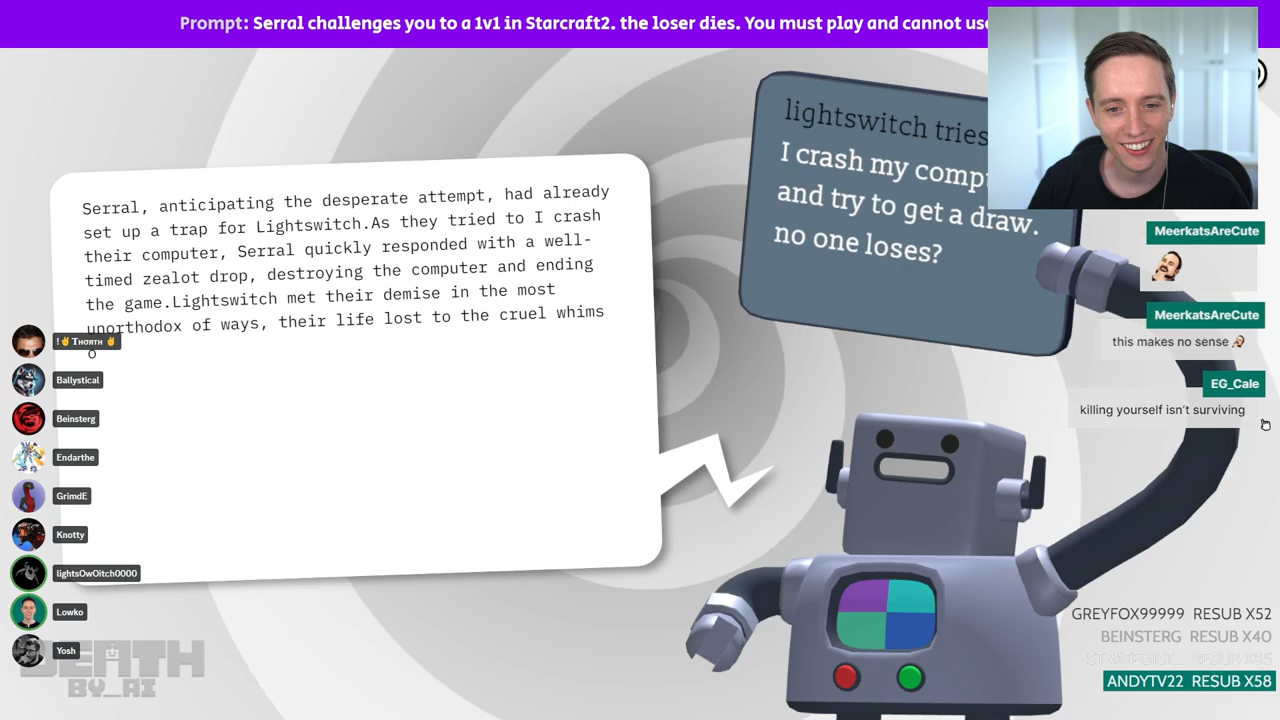 Prompt: Serral challenges you to a 1v1 in Starcraft2. the loser dies. You must play and cannot use
lightswitch tries
I crash my comp
and try to get a draw.
no one loses?
Serral, anticipating the desperate attempt, had already
set up a trap for Lightswitch.As they tried to I crash
their computer, Serral quickly responded with a well-
timed zealot drop, destroying the computer and ending
the game.Lightswitch met their demise in the most
unorthodox of ways, their life lost to the cruel whims
o
!✌Thorth ✌
Ballystical
Beinsterg
Endarthe
GrimdE
Knotty
lightsOwOitch0000
Lowko
Yosh
DEATH
BY_AI
MeerkatsAreCute
MeerkatsAreCute
this makes no sense
EG_Cale
killing yourself isn't surviving
GREYFOX99999 RESUB X52
BEINSTERG RESUB X40
ANDYTV22 RESUB X58